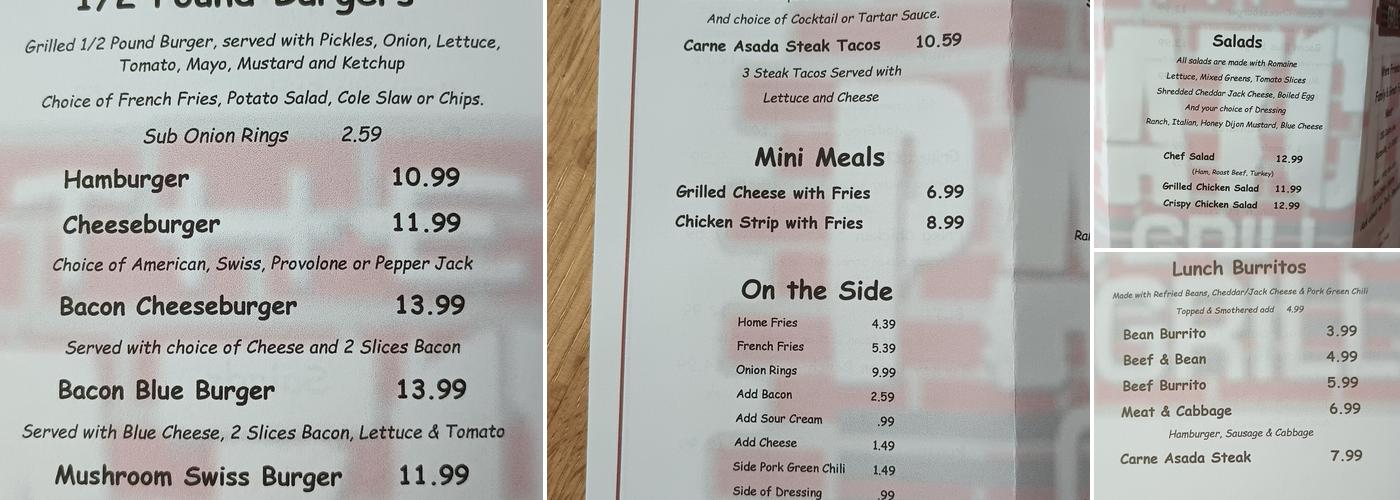 1/2 Pound Burgers
Grilled 1/2 Pound Burger, served with Pickles, Onion, Lettuce,
Tomato, Mayo, Mustard and Ketchup
Choice of French Fries, Potato Salad, Cole Slaw or Chips.
Sub Onion Rings 2.59
Hamburger 10.99
Cheeseburger 11.99
Choice of American, Swiss, Provolone or Pepper Jack
Bacon Cheeseburger 13.99
Served with choice of Cheese and 2 Slices Bacon
Bacon Blue Burger 13.99
Served with Blue Cheese, 2 Slices Bacon, Lettuce & Tomato
Mushroom Swiss Burger 11.99
And choice of Cocktail or Tartar Sauce.
Carne Asada Steak Tacos 10.59
3 Steak Tacos Served with
Lettuce and Cheese
Mini Meals
Grilled Cheese with Fries 6.99
Chicken Strip with Fries 8.99
On the Side
Home Fries 4.39
French Fries 5.39
Onion Rings 9.99
Add Bacon 2.59
Add Sour Cream .99
Add Cheese 1.49
Side Pork Green Chili 1.49
Side of Dressing .99
Salads
All salads are made with Romaine
Lettuce, Mixed Greens, Tomato Slices
Shredded Cheddar Jack Cheese, Boiled Egg
And your choice of Dressing
Ranch, Italian, Honey Dijon Mustard, Blue Cheese
Chef Salad 12.99
(Ham, Roast Beef, Turkey)
Grilled Chicken Salad 11.99
Crispy Chicken Salad 12.99
Lunch Burritos
Made with Refried Beans, Cheddar/Jack Cheese & Pork Green Chili
Topped & Smothered add 4.99
Bean Burrito 3.99
Beef & Bean 4.99
Beef Burrito 5.99
Meat & Cabbage 6.99
Hamburger, Sausage & Cabbage
Carne Asada Steak 7.99